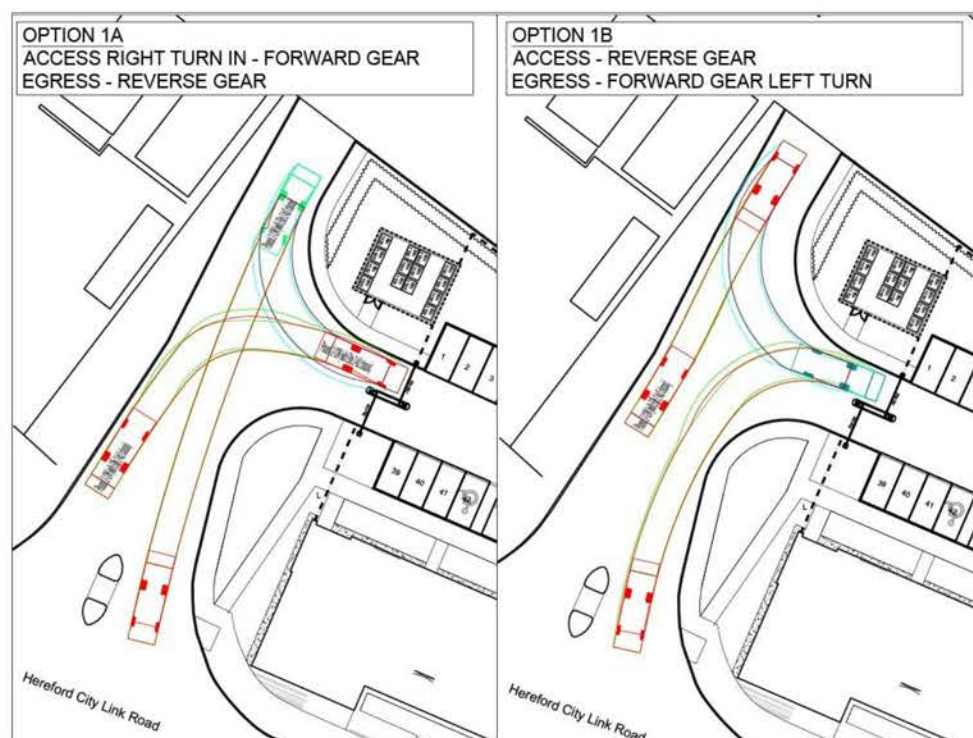 OPTION 1A
ACCESS RIGHT TURN IN - FORWARD GEAR
EGRESS - REVERSE GEAR
1
2
3
39
40
41
42
L
Hereford City Link Road
OPTION 1B
ACCESS - REVERSE GEAR
EGRESS - FORWARD GEAR LEFT TURN
1
2
39
40
41
42
L
Hereford City Link Road